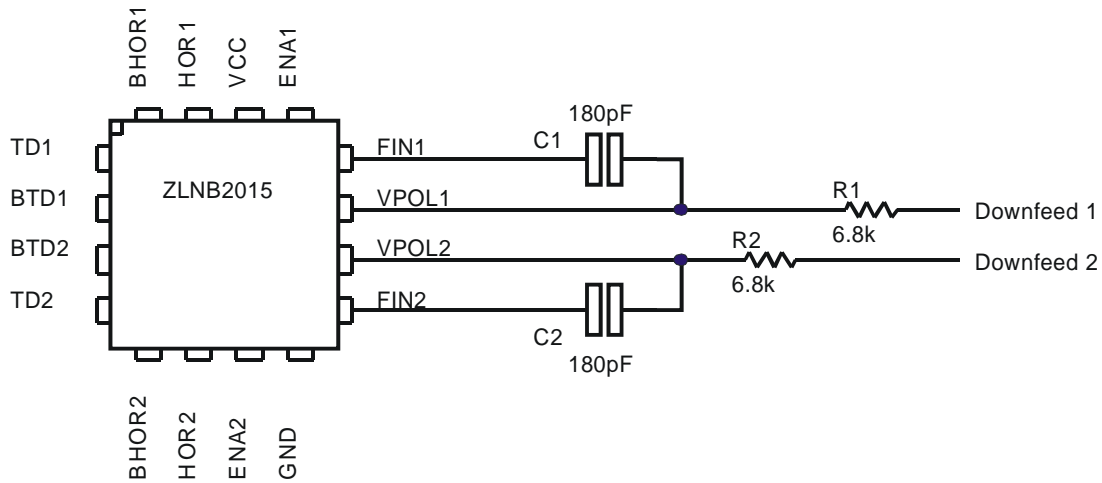 BHOR1
HOR1
VCC
ENA1
180pF
C1
TD1
FIN1
ZLNB2015
R1
BTD1
VPOL1
Downfeed 1
6.8k
R2
BTD2
VPOL2
Downfeed 2
6.8k
TD2
FIN2
C2
180pF
BHOR2
HOR2
ENA2
GND